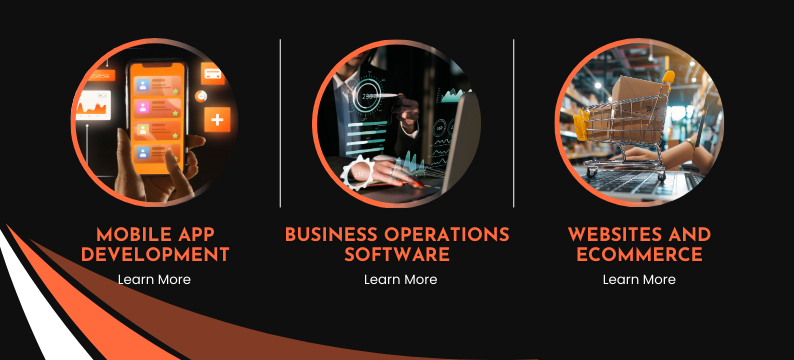 MOBILE APP
DEVELOPMENT
Learn More
BUSINESS OPERATIONS
SOFTWARE
Learn More
WEBSITES AND
ECOMMERCE
Learn More